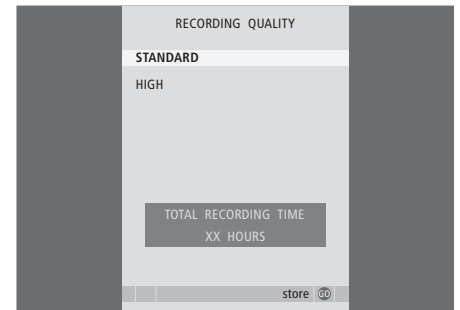 RECORDING QUALITY
STANDARD
HIGH
TOTAL RECORDING TIME
XX HOURS
store GO